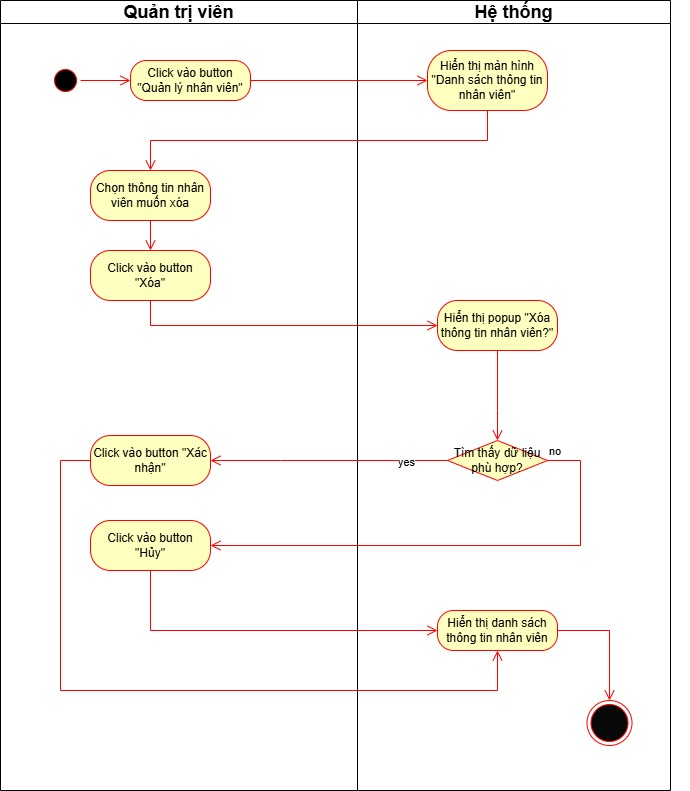 Quản trị viên
Hệ thống
Click vào button
"Quản lý nhân viên"
Hiển thị màn hình
"Danh sách thông tin
nhân viên"
Chọn thông tin nhân
viên muốn xóa
Click vào button
"Xóa"
Hiển thị popup "Xóa
thông tin nhân viên?"
Click vào button "Xác
nhận"
yes
Tìm thấy dữ liệu
phù hợp?
no
Click vào button
"Hủy"
Hiển thị danh sách
thông tin nhân viên